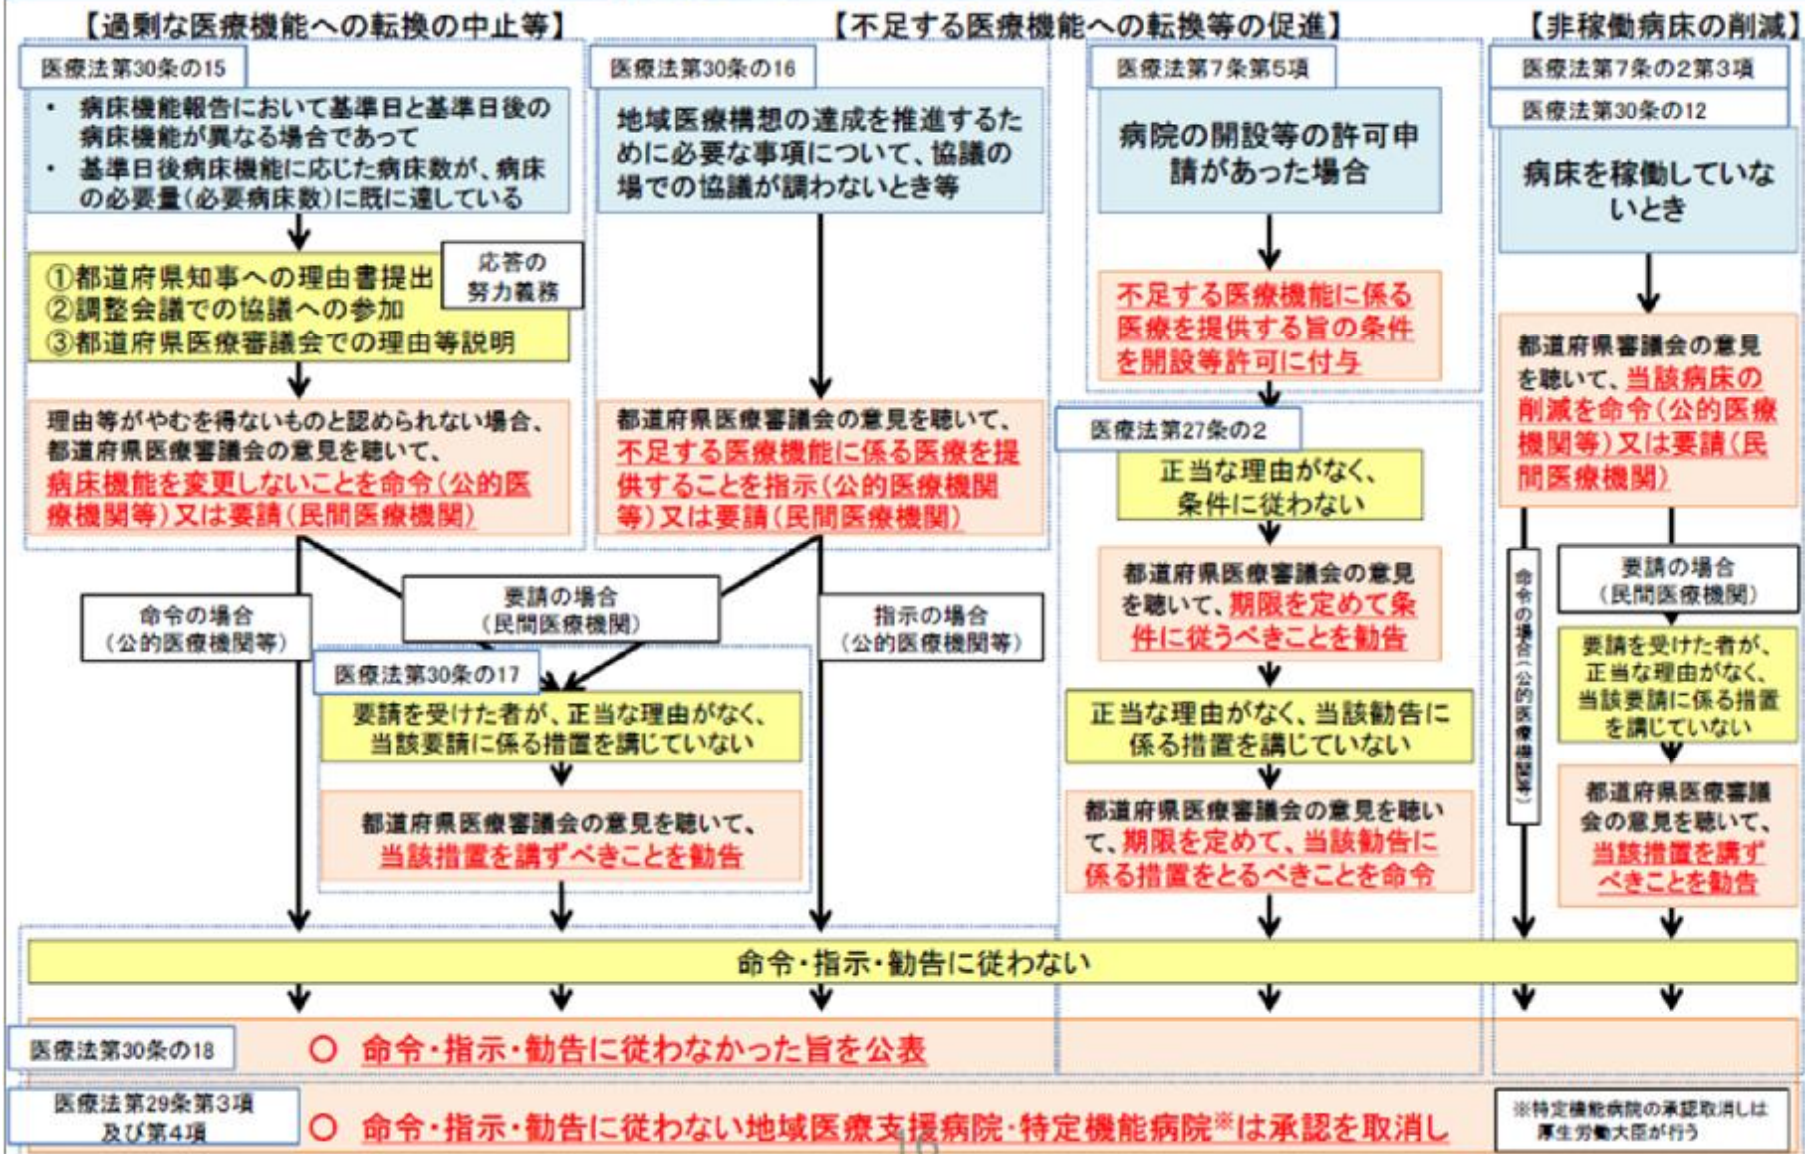 【過剰な医療機能への転換の中止等】
【不足する医療機能への転換等の促進】
【非稼働病床の削減】
医療法第30条の15
・ 病床機能報告において基準日と基準日後の
病床機能が異なる場合であって
・ 基準日後病床機能に応じた病床数が、病床
の必要量(必要病床数)に既に達している
①都道府県知事への理由書提出
②調整会議での協議への参加
③都道府県医療審議会での理由等説明
応答の
努力義務
理由等がやむを得ないものと認められない場合、
都道府県医療審議会の意見を聴いて、
病床機能を変更しないことを命令(公的医
療機関等)又は要請(民間医療機関)
医療法第30条の16
地域医療構想の達成を推進するた
めに必要な事項について、協議の
場での協議が調わないとき等
都道府県医療審議会の意見を聴いて、
不足する医療機能に係る医療を提
供することを指示(公的医療機関
等)又は要請(民間医療機関)
命令の場合
(公的医療機関等)
要請の場合
(民間医療機関)
指示の場合
(公的医療機関等)
医療法第30条の17
要請を受けた者が、正当な理由がなく、
当該要請に係る措置を講じていない
都道府県医療審議会の意見を聴いて、
当該措置を講ずべきことを勧告
医療法第7条第5項
病院の開設等の許可申
請があった場合
不足する医療機能に係る
医療を提供する旨の条件
を開設等許可に付与
医療法第27条の2
正当な理由がなく、
条件に従わない
都道府県医療審議会の意見
を聴いて、期限を定めて条
件に従うべきことを勧告
正当な理由がなく、当該勧告に
係る措置を講じていない
都道府県医療審議会の意見を聴い
て、期限を定めて、当該勧告に
係る措置をとるべきことを命令
医療法第7条の2第3項
医療法第30条の12
病床を稼働していな
いとき
都道府県審議会の意見
を聴いて、当該病床の
削減を命令(公的医療
機関等)又は要請(民
間医療機関)
命令の場合(公的医療機関等)
要請の場合
(民間医療機関)
要請を受けた者が、
正当な理由がなく、
当該要請に係る措置
を講じていない
都道府県医療審議
会の意見を聴いて、
当該措置を講ず
べきことを勧告
命令・指示・勧告に従わない
医療法第30条の18
○ 命令・指示・勧告に従わなかった旨を公表
医療法第29条第3項
及び第4項
○ 命令・指示・勧告に従わない地域医療支援病院・特定機能病院※は承認を取消し
※特定機能病院の承認取消しは
厚生労働大臣が行う
16